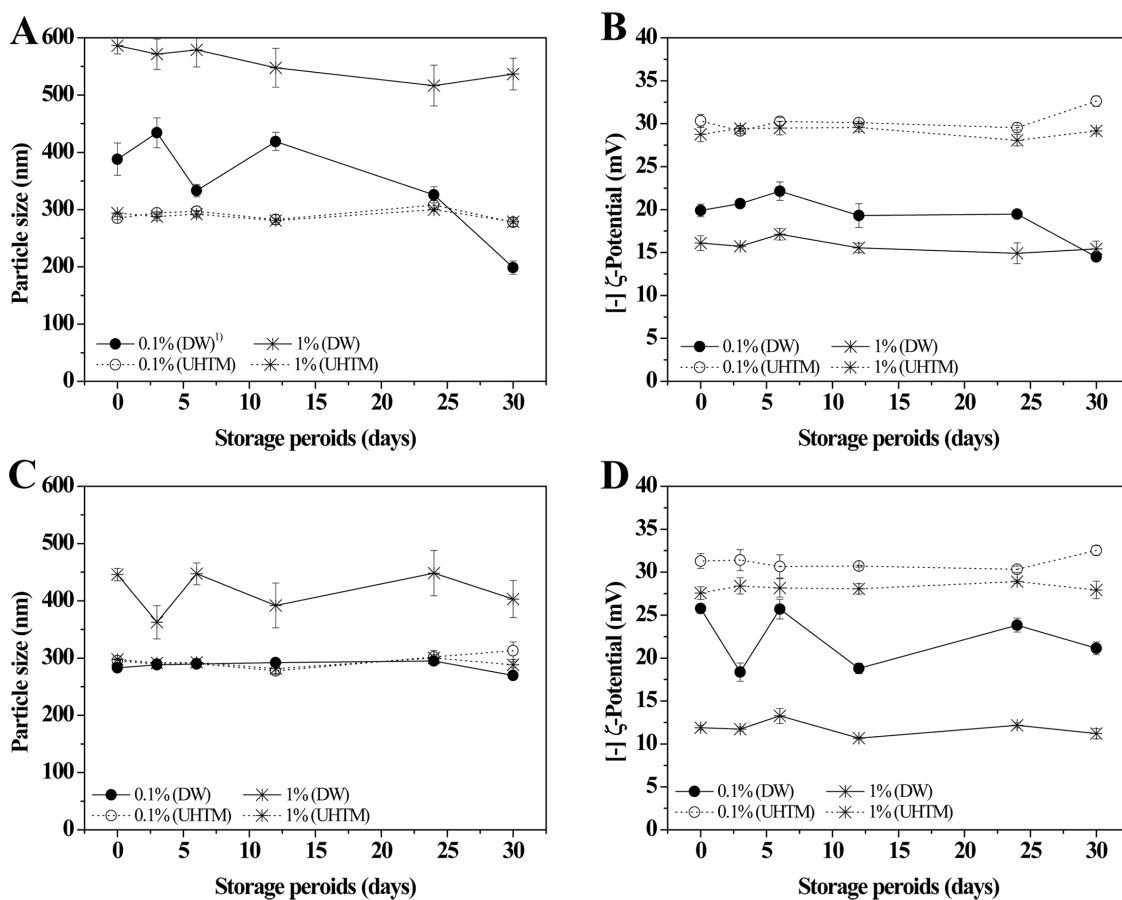 A
600
500
400
300
200
100
0
Particle size (nm)
0.1% (DW)1) 1% (DW)
0.1% (UHTM) 1% (UHTM)
0 5 10 15 20 25 30
Storage peroids (days)
B
40
35
30
25
20
15
10
5
0
[-] ζ-Potential (mV)
0.1% (DW) 1% (DW)
0.1% (UHTM) 1% (UHTM)
0 5 10 15 20 25 30
Storage peroids (days)
C
600
500
400
300
200
100
0
Particle size (nm)
0.1% (DW) 1% (DW)
0.1% (UHTM) 1% (UHTM)
0 5 10 15 20 25 30
Storage peroids (days)
D
40
35
30
25
20
15
10
5
0
[-] ζ-Potential (mV)
0.1% (DW) 1% (DW)
0.1% (UHTM) 1% (UHTM)
0 5 10 15 20 25 30
Storage peroids (days)